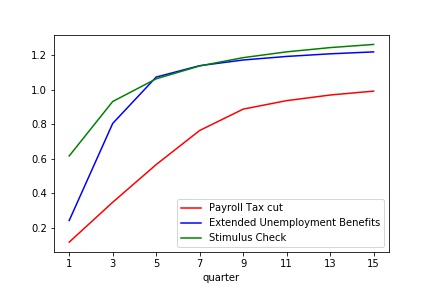 1.2
1.0
0.8
0.6
0.4
0.2
Payroll Tax cut
Extended Unemployment Benefits
Stimulus Check
1 3 5 7 9 11 13 15
quarter